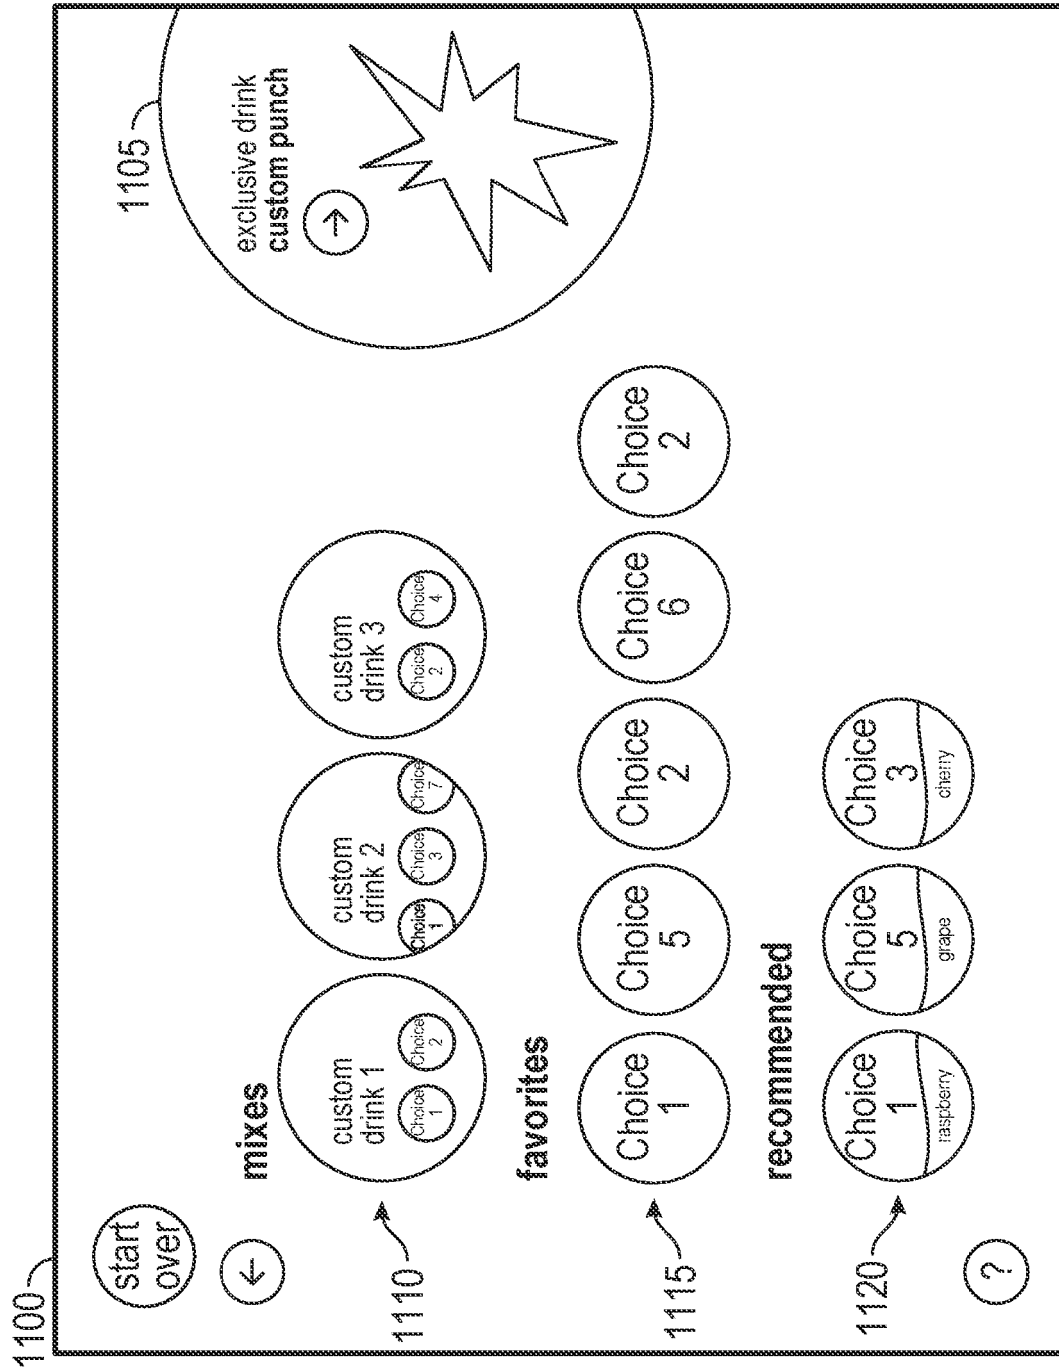 1100
start
over
←
1105
exclusive drink
custom punch
→
mixes
1110
custom
drink 1
Choice
1
Choice
2
custom
drink 2
Choice
1
Choice
3
Choice
7
custom
drink 3
Choice
2
Choice
4
favorites
1115
Choice
1
Choice
5
Choice
2
Choice
6
Choice
2
recommended
1120
Choice
1
raspberry
Choice
5
grape
Choice
3
cherry
?